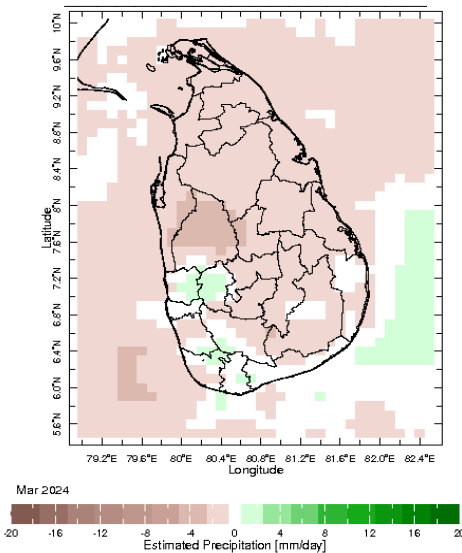 10°N
9.6°N
9.2°N
8.8°N
8.4°N
8°N
7.6°N
7.2°N
6.8°N
6.4°N
6.0°N
5.6°N
Latitude
79.2°E 79.6°E 80°E 80.4°E 80.8°E 81.2°E 81.6°E 82.0°E 82.4°E
Longitude
Mar 2024
-20 -16 -12 -8 -4 0 4 8 12 16 20
Estimated Precipitation [mm/day]